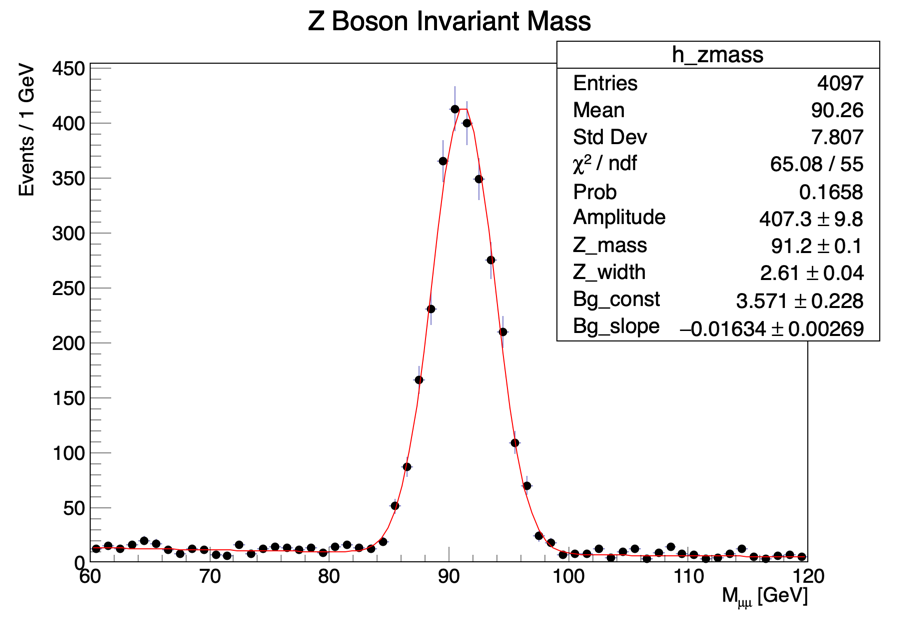 Z Boson Invariant Mass
h_zmass
Entries 4097
Mean 90.26
Std Dev 7.807
χ² / ndf 65.08 / 55
Prob 0.1658
Amplitude 407.3 ± 9.8
Z_mass 91.2 ± 0.1
Z_width 2.61 ± 0.04
Bg_const 3.571 ± 0.228
Bg_slope −0.01634 ± 0.00269
Events / 1 GeV
450
400
350
300
250
200
150
100
50
0
60 70 80 90 100 110 120
Mμμ [GeV]